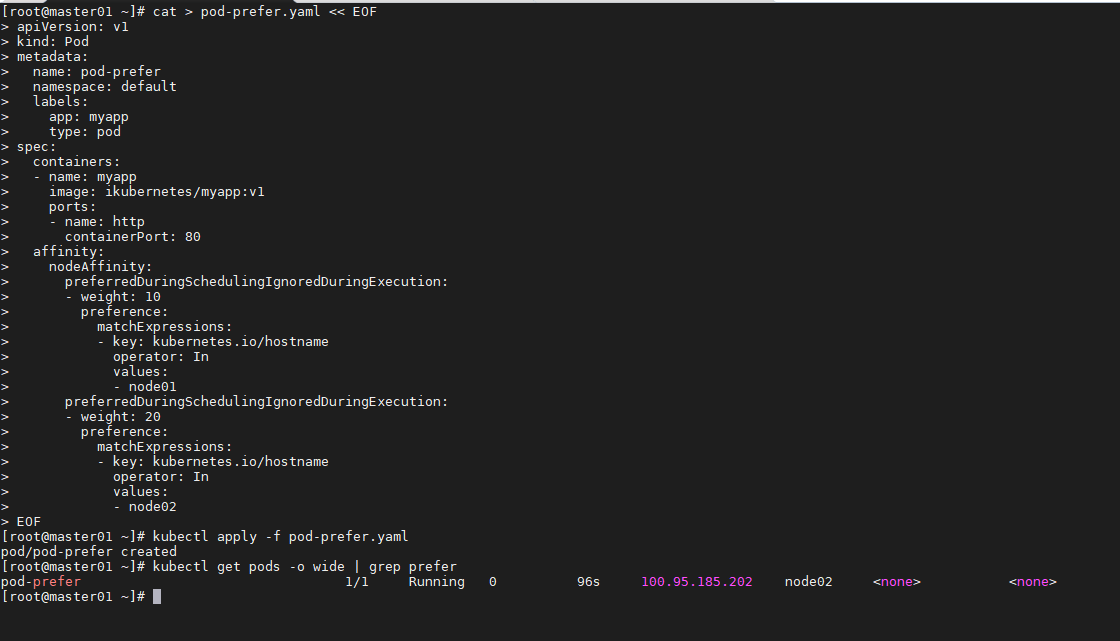 [root@master01 ~]# cat > pod-prefer.yaml << EOF
> apiVersion: v1
> kind: Pod
> metadata:
>   name: pod-prefer
>   namespace: default
>   labels:
>     app: myapp
>     type: pod
> spec:
>   containers:
>   - name: myapp
>     image: ikubernetes/myapp:v1
>     ports:
>     - name: http
>       containerPort: 80
>   affinity:
>     nodeAffinity:
>       preferredDuringSchedulingIgnoredDuringExecution:
>       - weight: 10
>         preference:
>           matchExpressions:
>           - key: kubernetes.io/hostname
>             operator: In
>             values:
>             - node01
>       preferredDuringSchedulingIgnoredDuringExecution:
>       - weight: 20
>         preference:
>           matchExpressions:
>           - key: kubernetes.io/hostname
>             operator: In
>             values:
>             - node02
> EOF
[root@master01 ~]# kubectl apply -f pod-prefer.yaml
pod/pod-prefer created
[root@master01 ~]# kubectl get pods -o wide | grep prefer
pod-prefer                                 1/1     Running   0          96s     100.95.185.202    node02     <none>           <none>
[root@master01 ~]#